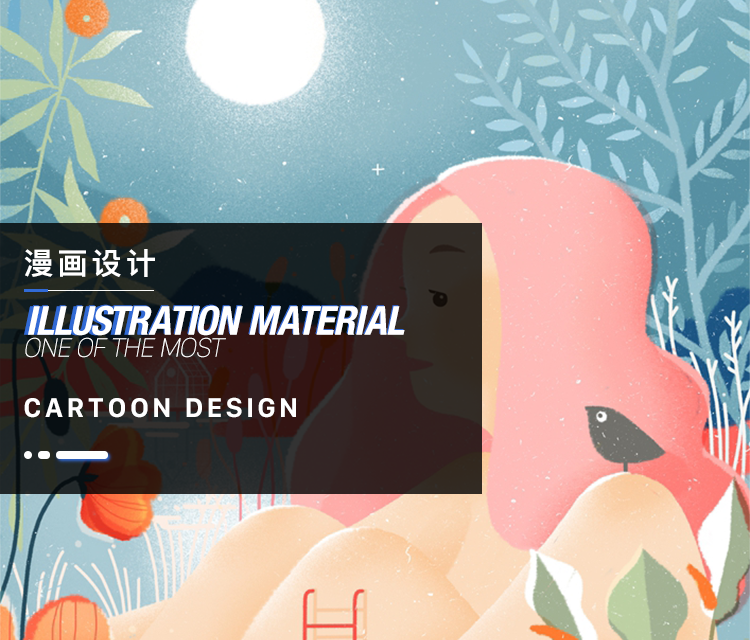 漫画设计
ILLUSTRATION MATERIAL
ONE OF THE MOST
CARTOON DESIGN